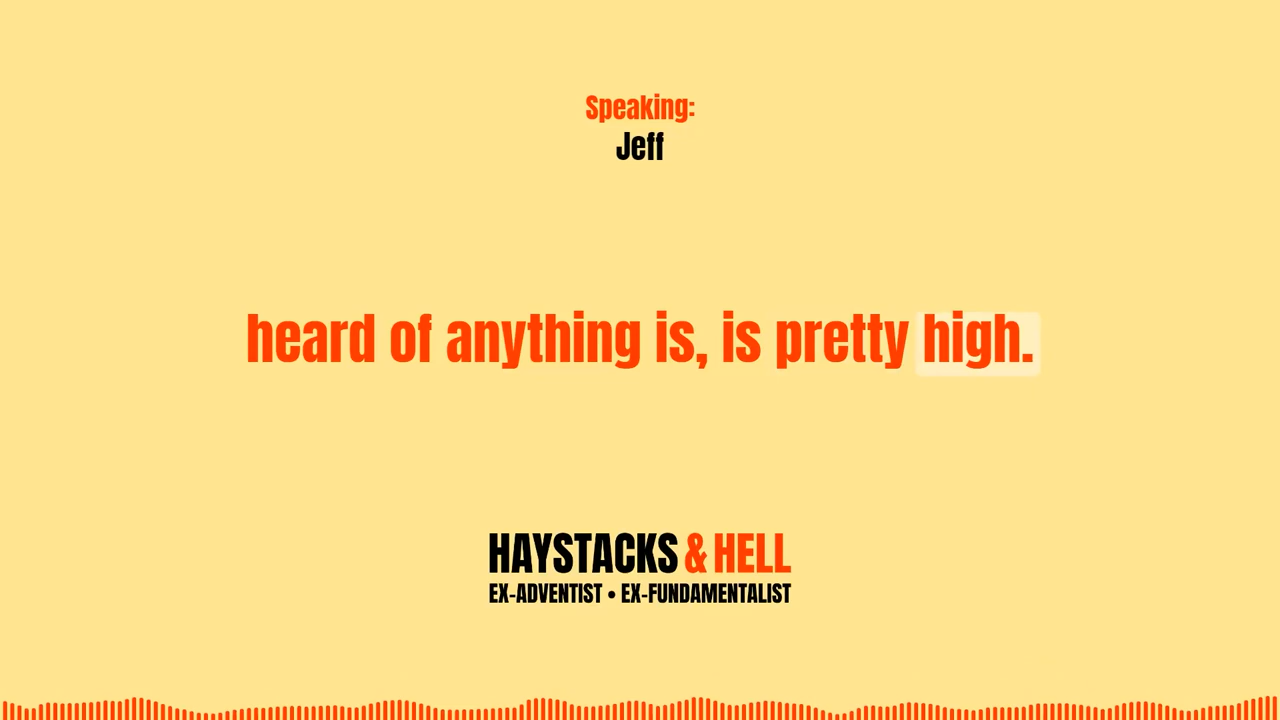 Speaking:
Jeff
heard of anything is, is pretty high.
HAYSTACKS & HELL
EX-ADVENTIST • EX-FUNDAMENTALIST